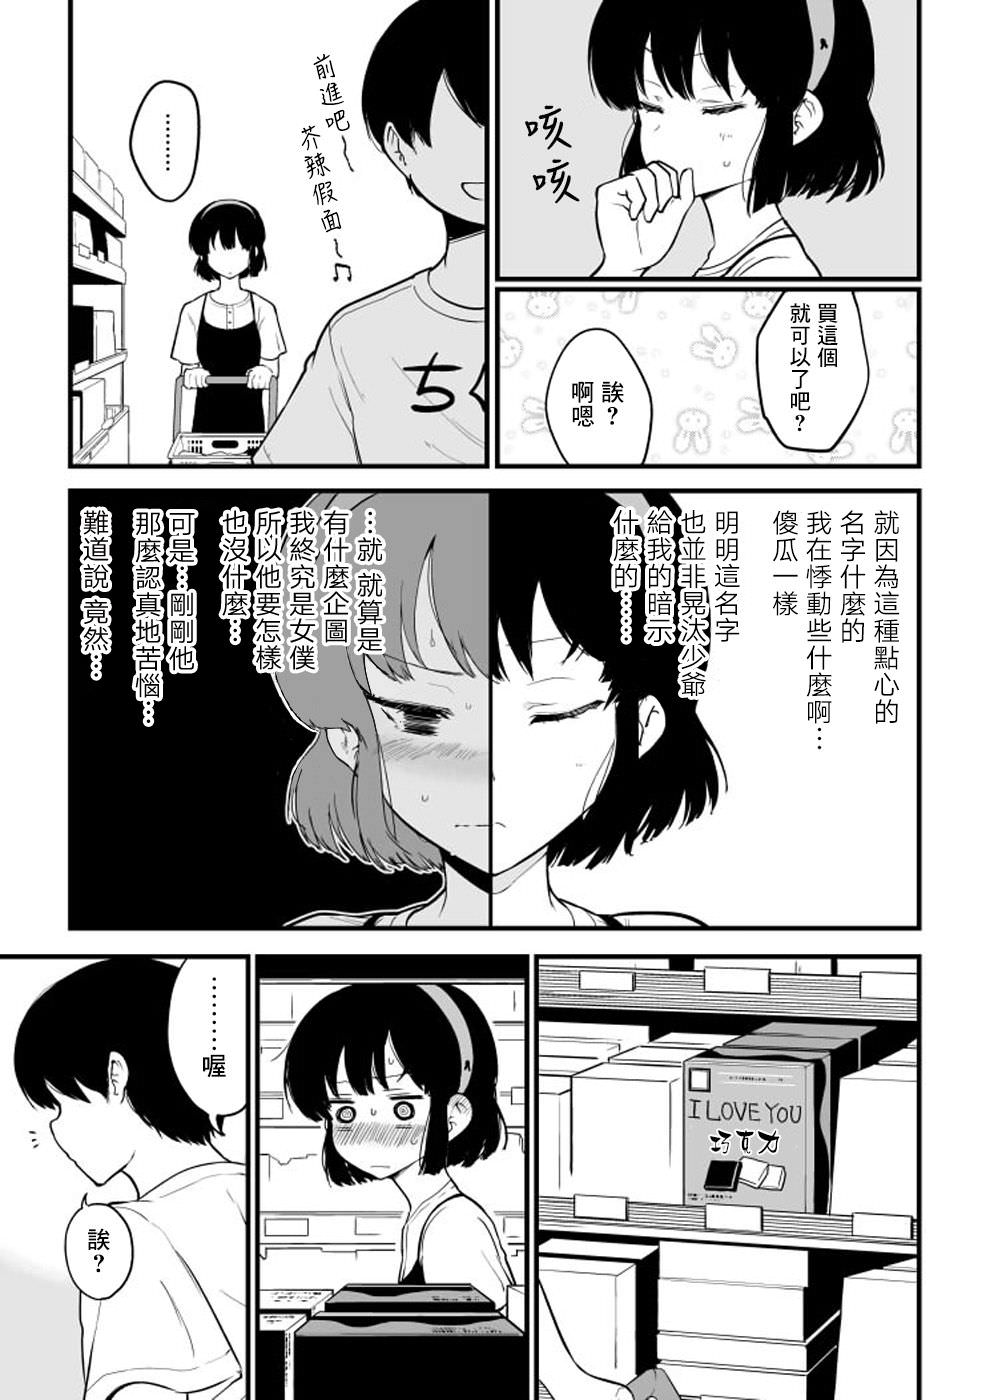 咳
咳
買這個
就可以了吧？
誒？
啊嗯
前進吧～
芥辣假面～♫
ち
………
就因為這種點心的
名字什麼的
我在悸動些什麼啊…
傻瓜一樣
明明這名字
也並非晃汰少爺
給我的暗示
什麼的……
…就 就算是
有什麼企圖
我終究是女僕
所以他要怎樣
也沒什麼…
可是…剛剛他
那麼認真地苦惱…
難道說 竟然…
I LOVE YOU
巧克力
………喔
誒？